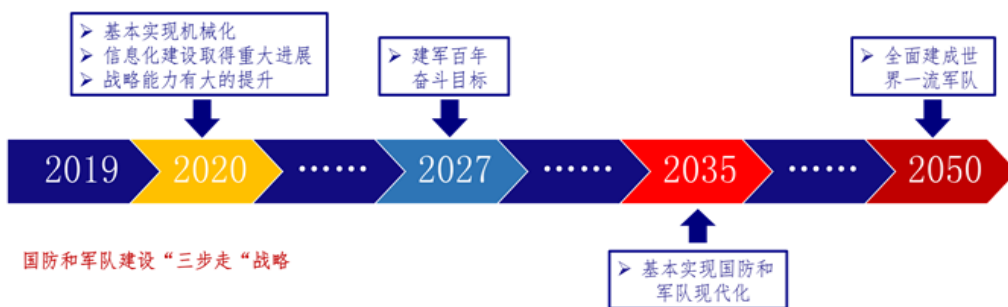 ➢ 基本实现机械化
➢ 信息化建设取得重大进展
➢ 战略能力有大的提升
➢ 建军百年
奋斗目标
➢ 全面建成世
界一流军队
2019 2020 …… 2027 …… 2035 …… 2050
国防和军队建设“三步走“战略
➢ 基本实现国防和
军队现代化